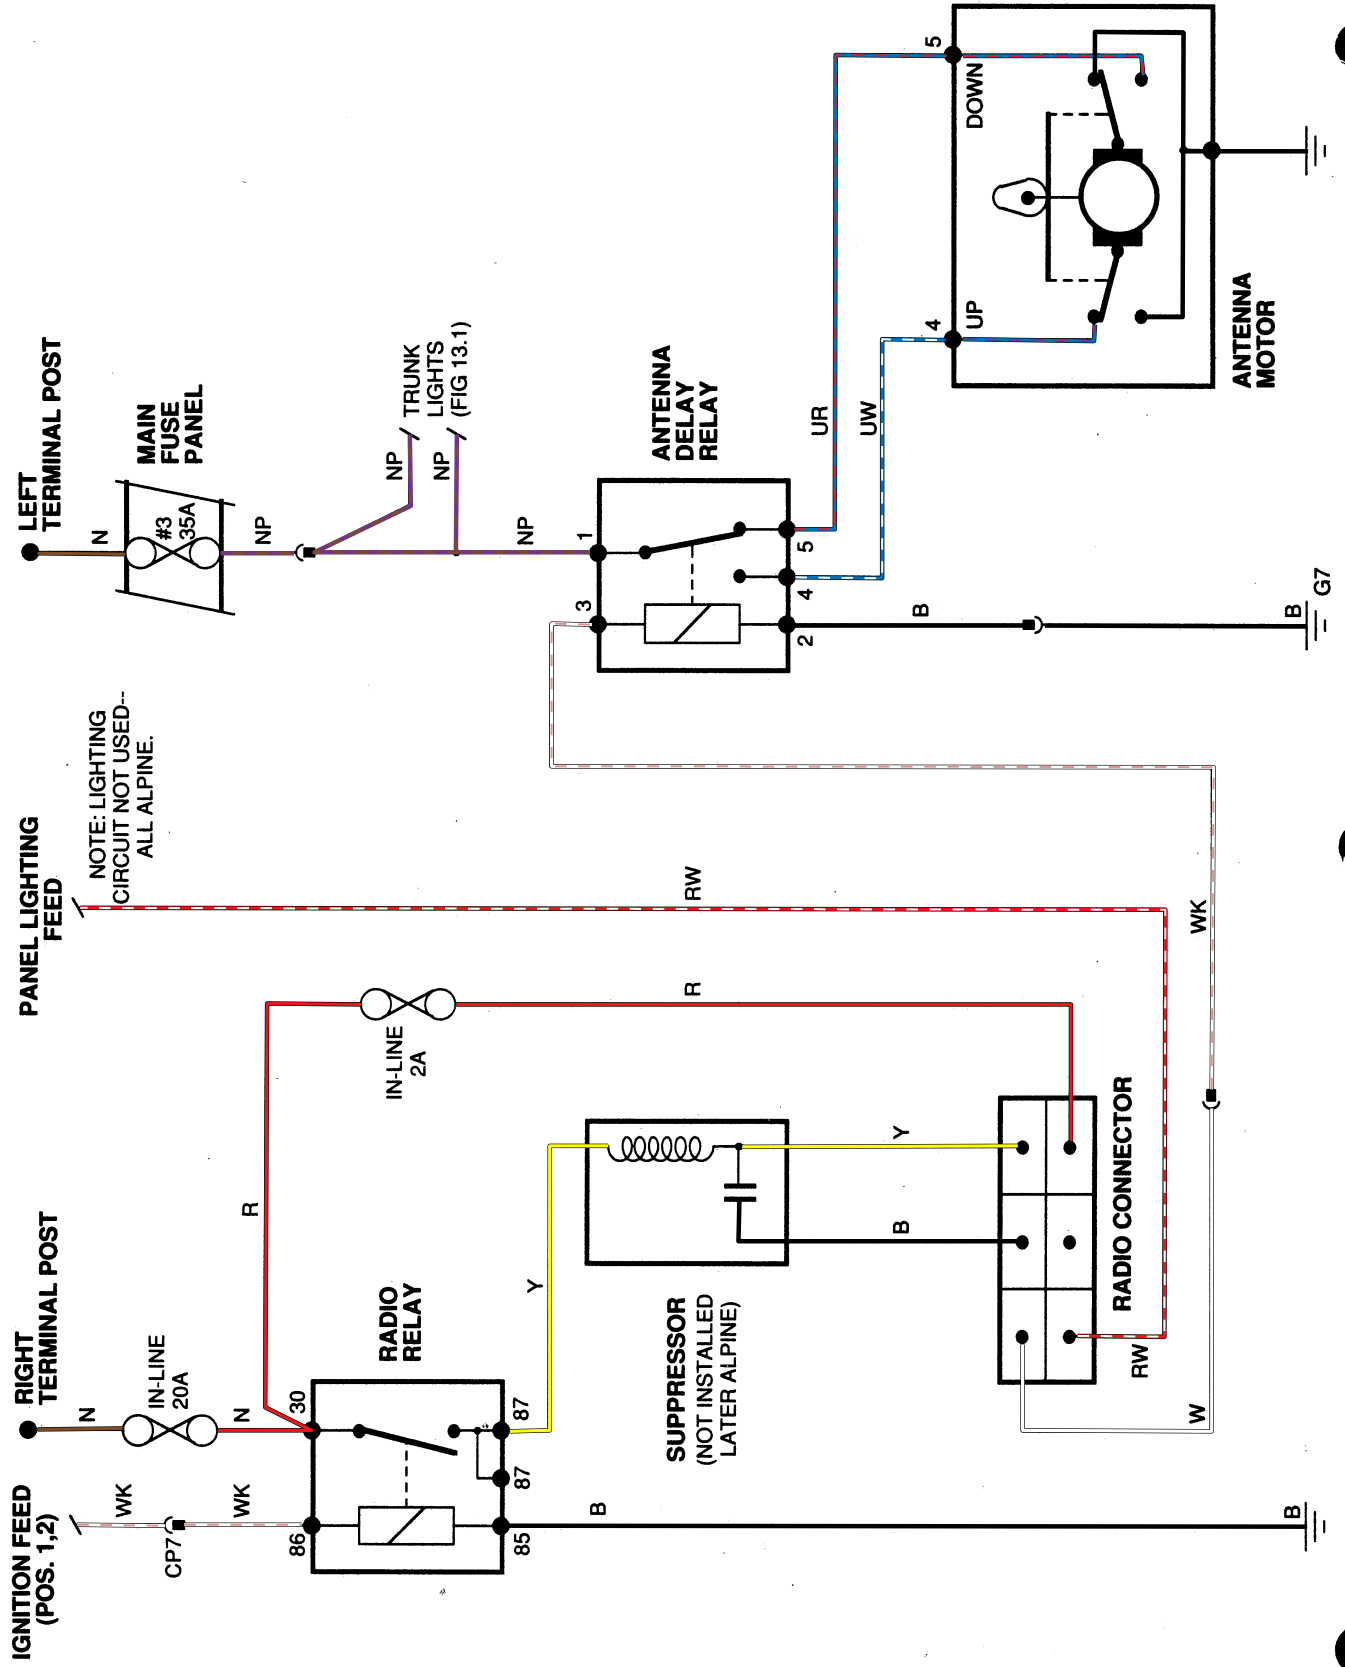 IGNITION FEED
(POS. 1,2)
WK
CP7
WK
86
85
B
B
RIGHT
TERMINAL POST
N
IN-LINE
20A
N
30
RADIO
RELAY
87
87
R
Y
SUPPRESSOR
(NOT INSTALLED
LATER ALPINE)
B
Y
RADIO CONNECTOR
RW
W
IN-LINE
2A
R
PANEL LIGHTING
FEED
NOTE: LIGHTING
CIRCUIT NOT USED--
ALL ALPINE.
RW
WK
LEFT
TERMINAL POST
N
MAIN
FUSE
PANEL
#3
35A
NP
NP
NP
TRUNK
LIGHTS
(FIG 13.1)
NP
3
1
ANTENNA
DELAY
RELAY
2
4
5
B
B
G7
UR
UW
4
5
UP
DOWN
ANTENNA
MOTOR